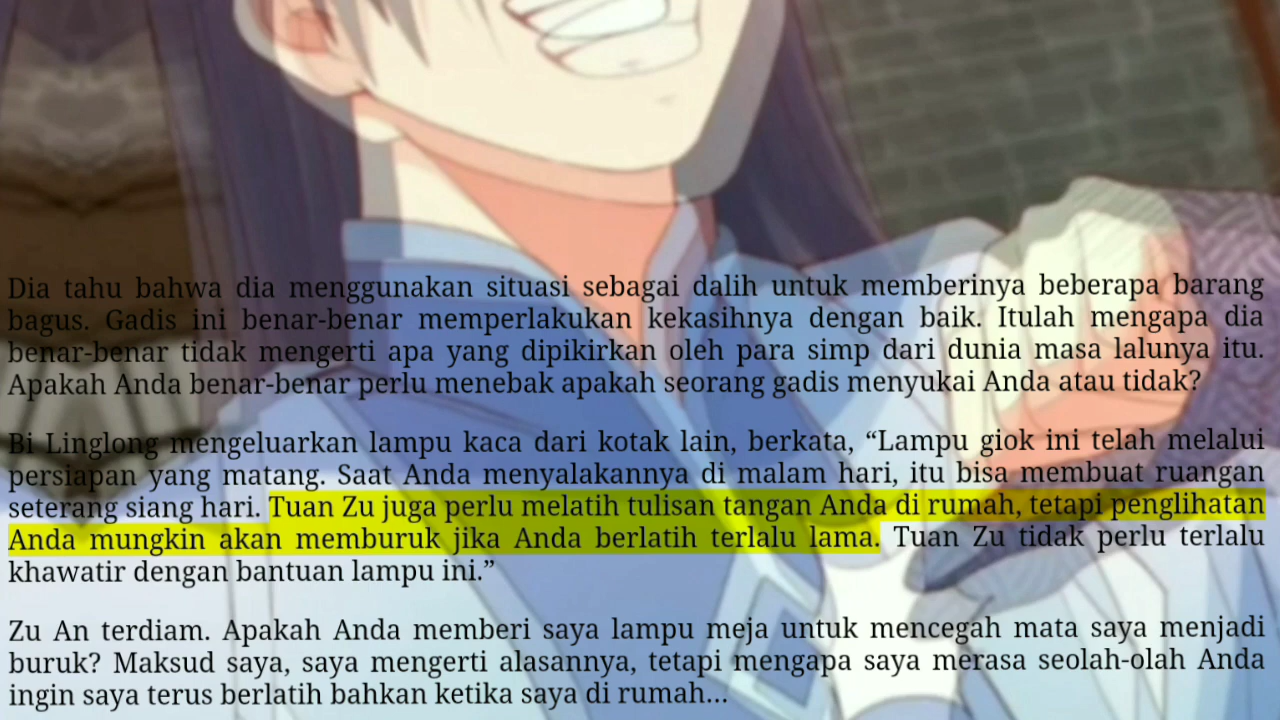 Dia tahu bahwa dia menggunakan situasi sebagai dalih untuk memberinya beberapa barang
bagus. Gadis ini benar-benar memperlakukan kekasihnya dengan baik. Itulah mengapa dia
benar-benar tidak mengerti apa yang dipikirkan oleh para simp dari dunia masa lalunya itu.
Apakah Anda benar-benar perlu menebak apakah seorang gadis menyukai Anda atau tidak?
Bi Linglong mengeluarkan lampu kaca dari kotak lain, berkata, “Lampu giok ini telah melalui
persiapan yang matang. Saat Anda menyalakannya di malam hari, itu bisa membuat ruangan
seterang siang hari. Tuan Zu juga perlu melatih tulisan tangan Anda di rumah, tetapi penglihatan
Anda mungkin akan memburuk jika Anda berlatih terlalu lama. Tuan Zu tidak perlu terlalu
khawatir dengan bantuan lampu ini.”
Zu An terdiam. Apakah Anda memberi saya lampu meja untuk mencegah mata saya menjadi
buruk? Maksud saya, saya mengerti alasannya, tetapi mengapa saya merasa seolah-olah Anda
ingin saya terus berlatih bahkan ketika saya di rumah...